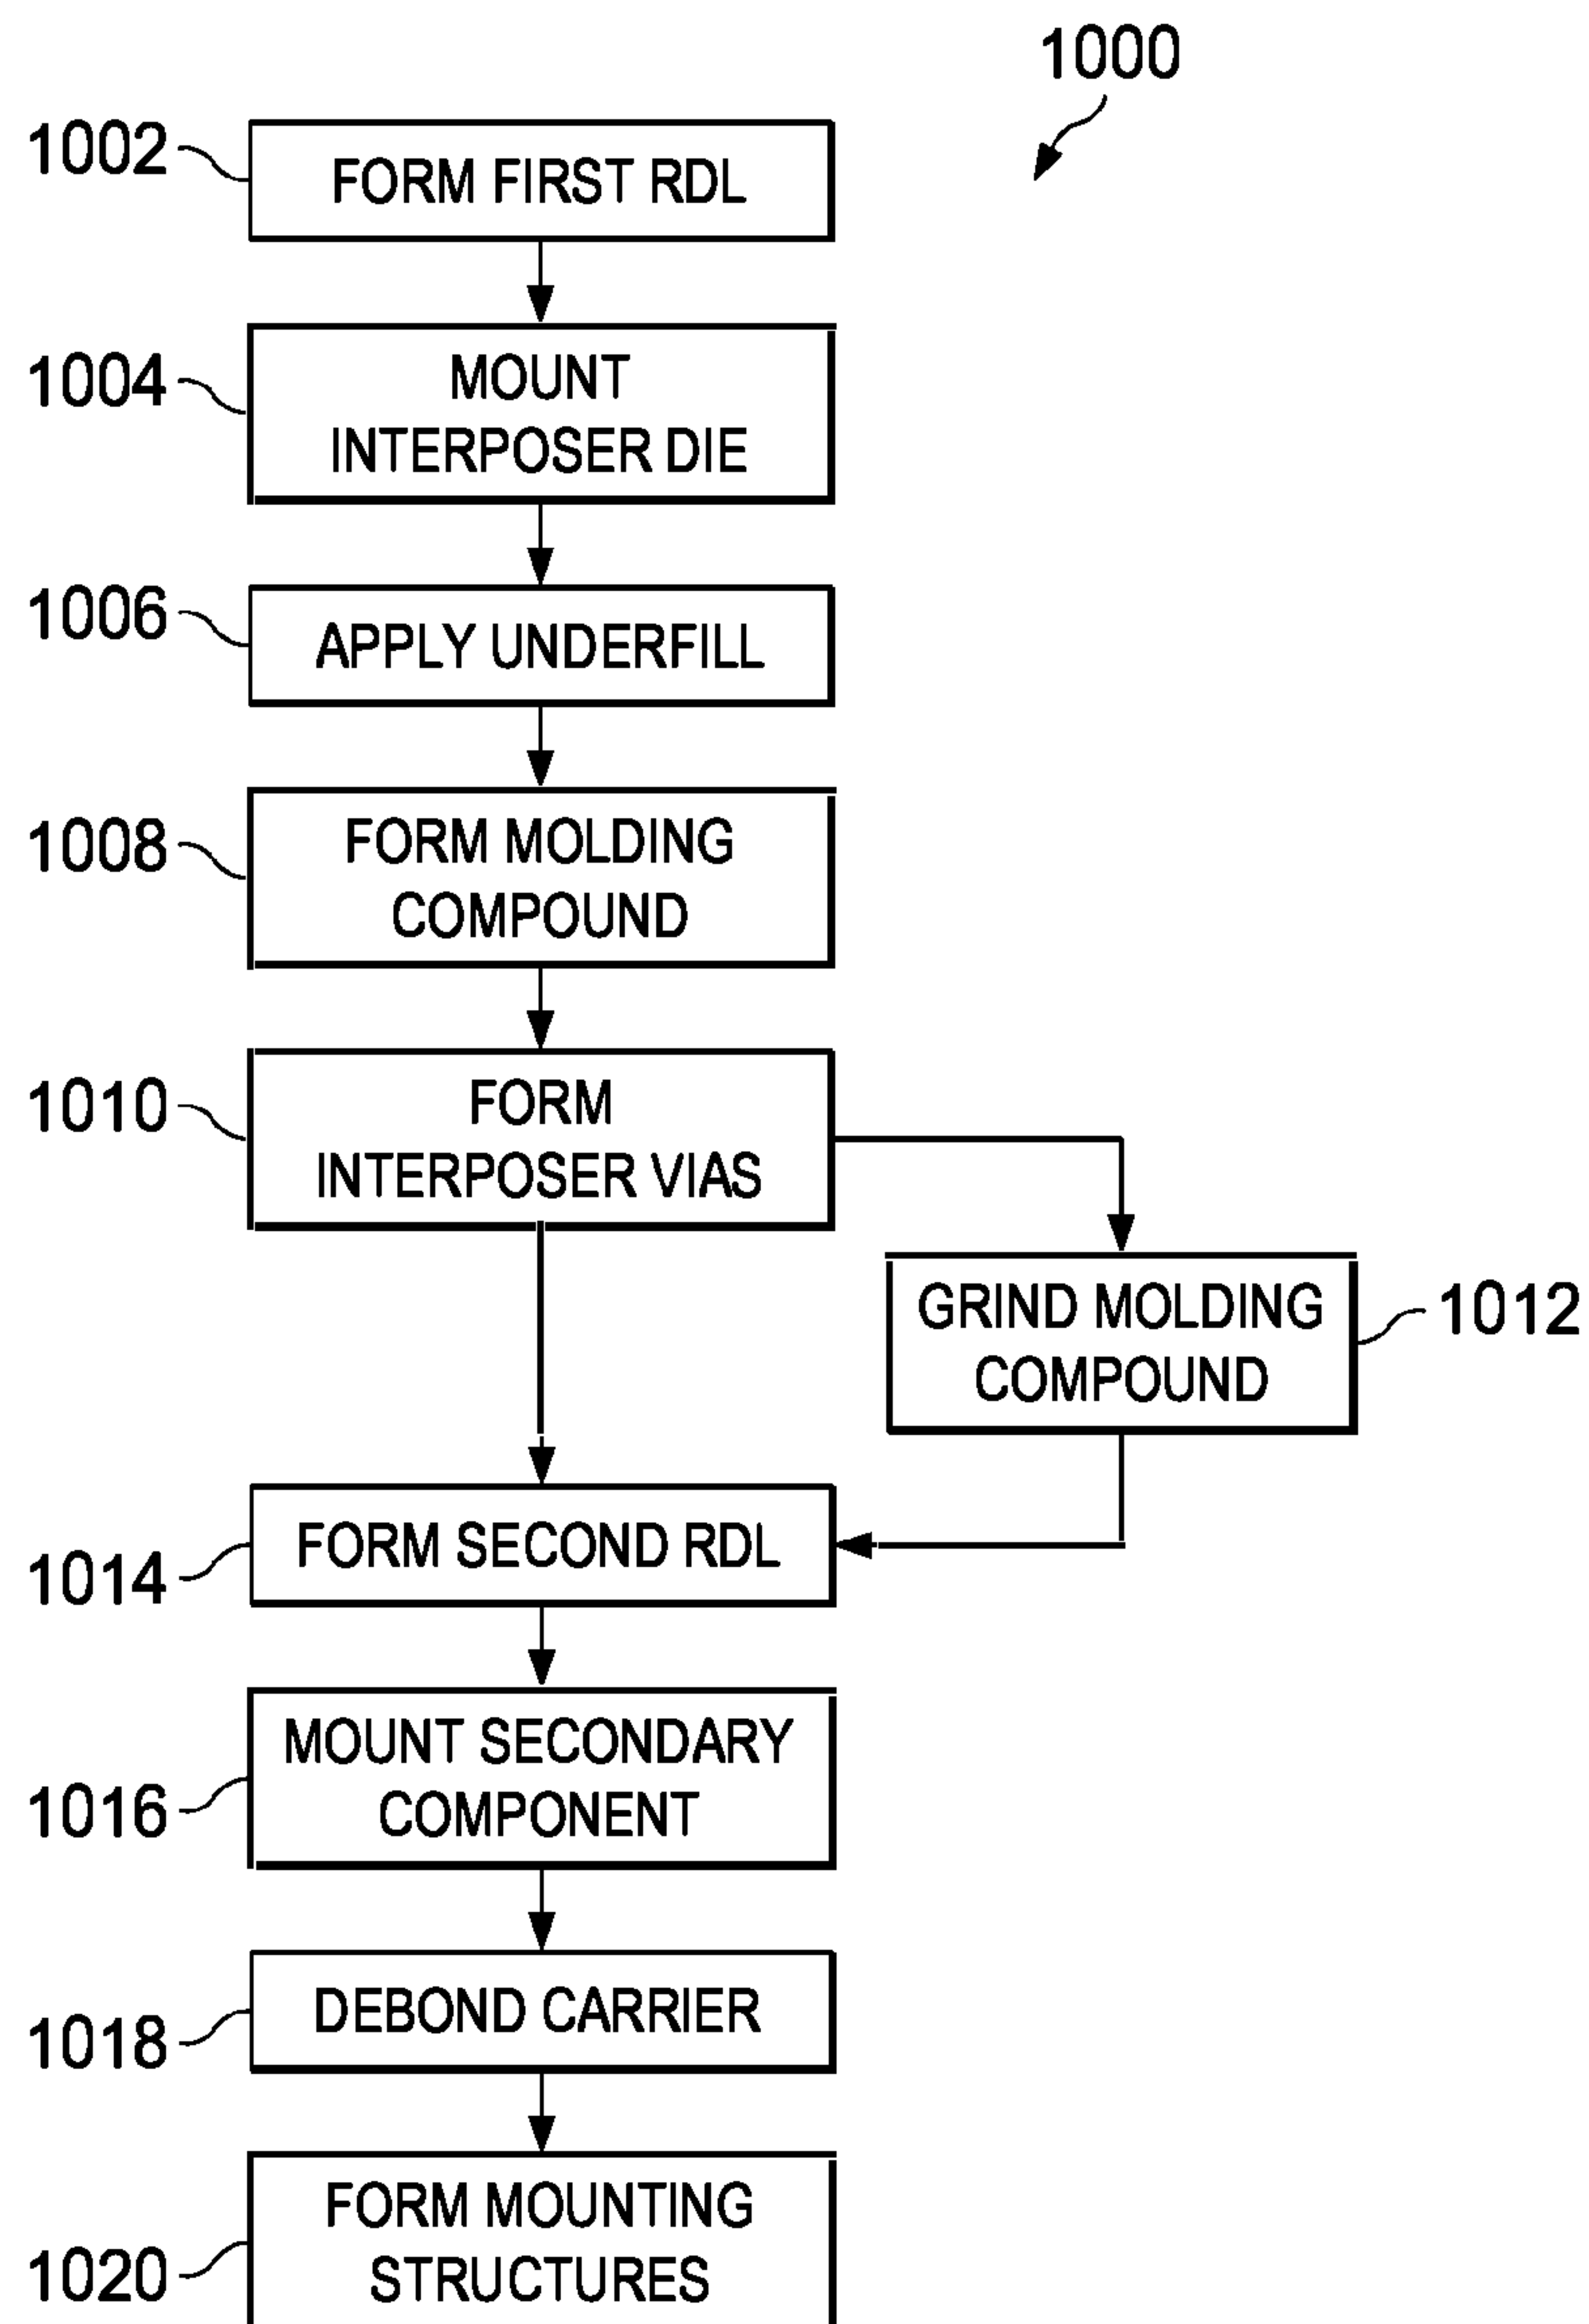 1000
1002
FORM FIRST RDL
1004
MOUNT
INTERPOSER DIE
1006
APPLY UNDERFILL
1008
FORM MOLDING
COMPOUND
1010
FORM
INTERPOSER VIAS
GRIND MOLDING
COMPOUND
1012
1014
FORM SECOND RDL
1016
MOUNT SECONDARY
COMPONENT
1018
DEBOND CARRIER
1020
FORM MOUNTING
STRUCTURES